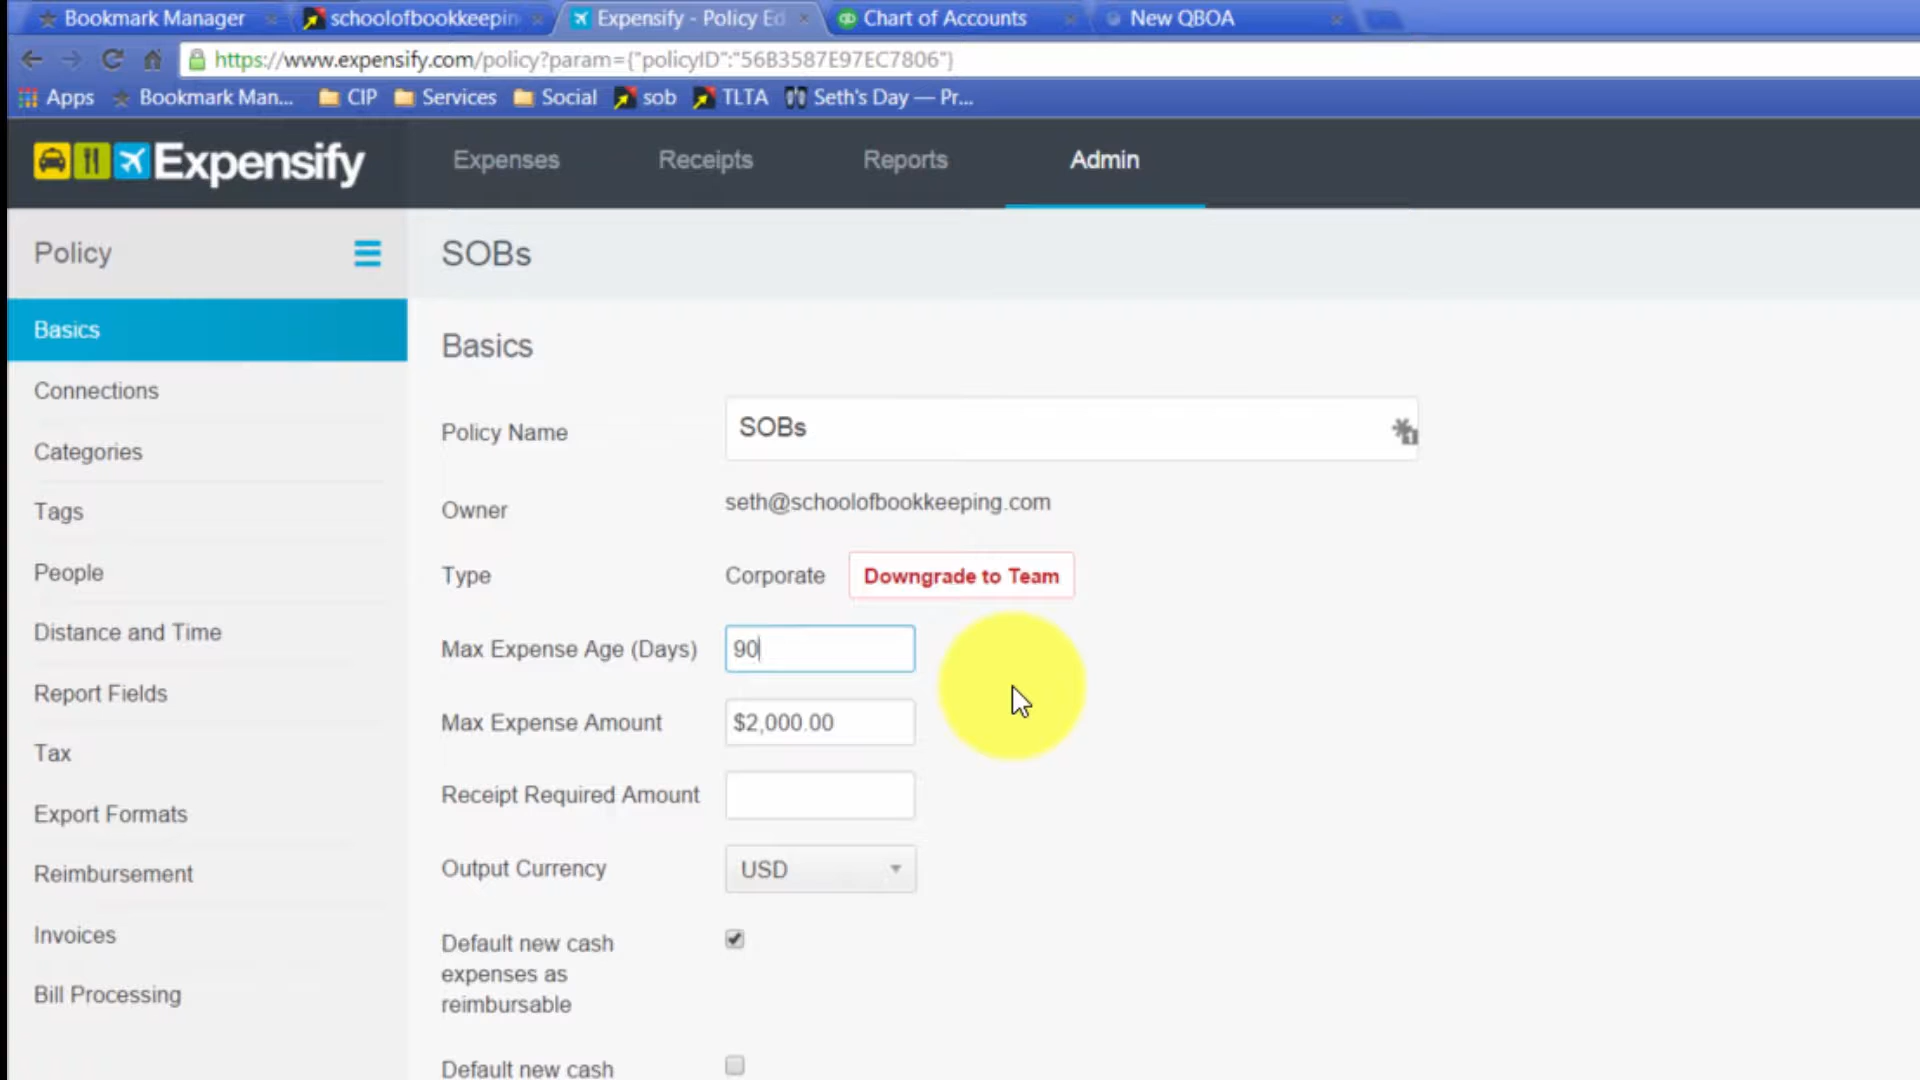 Bookmark Manager schoolofbookkeepin Expensify - Policy Ed Chart of Accounts New QBOA
https://www.expensify.com/policy?param={"policyID":"56B3587E97EC7806"}
Apps Bookmark Man... CIP Services Social sob TLTA Seth's Day — Pr...
Expensify Expenses Receipts Reports Admin
Policy SOBs
Basics
Connections
Categories
Tags
People
Distance and Time
Report Fields
Tax
Export Formats
Reimbursement
Invoices
Bill Processing
Basics
Policy Name SOBs
Owner seth@schoolofbookkeeping.com
Type Corporate Downgrade to Team
Max Expense Age (Days) 90
Max Expense Amount $2,000.00
Receipt Required Amount
Output Currency USD
Default new cash
expenses as
reimbursable
Default new cash